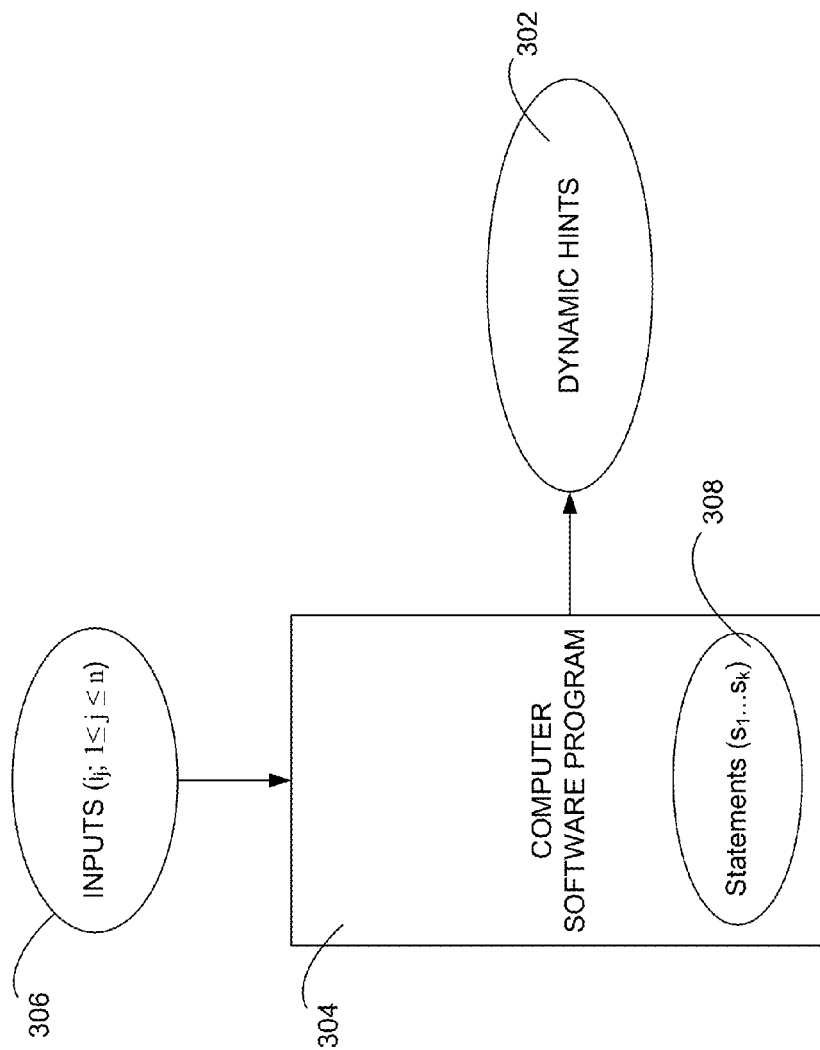 306
INPUTS (iⱼ; 1≤ j ≤ n)
304
COMPUTER
SOFTWARE PROGRAM
Statements (s₁...sₖ)
308
DYNAMIC HINTS
302